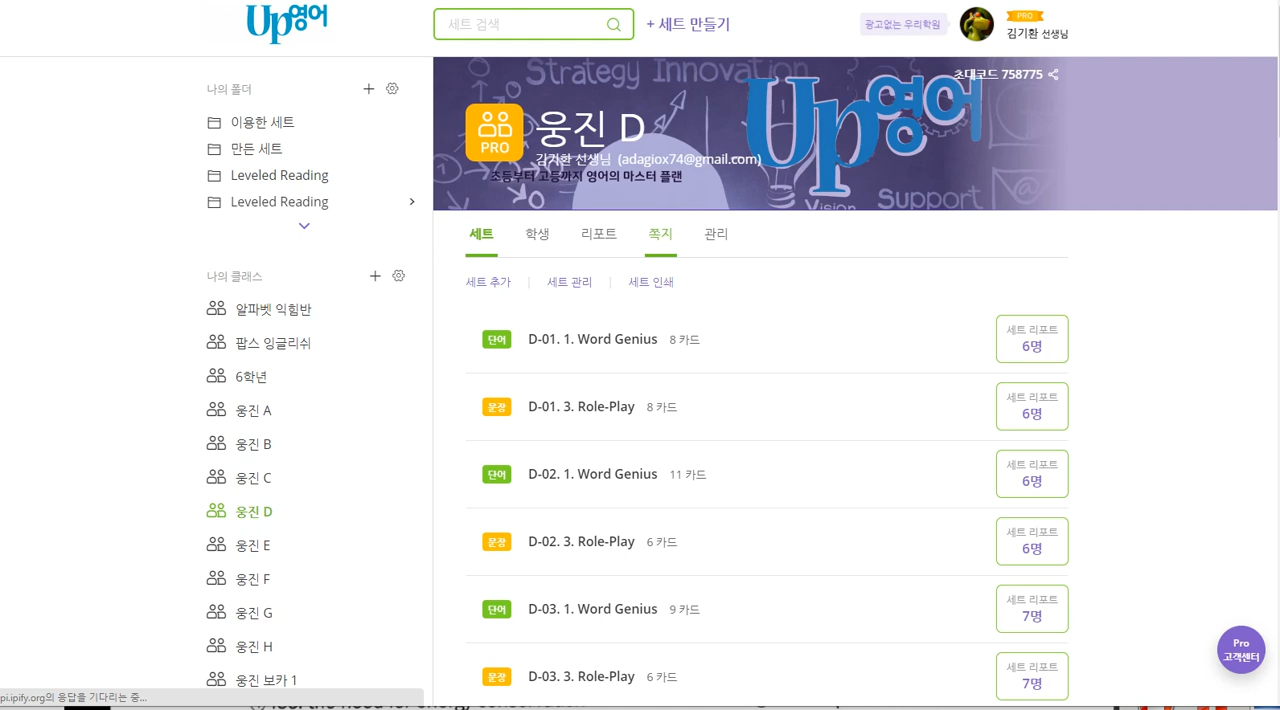 Up영어
세트 검색
+ 세트 만들기
광고없는 우리학원
PRO
김기환 선생님
나의 폴더
이용한 세트
만든 세트
Leveled Reading
Leveled Reading
나의 클래스
알파벳 익힘반
팝스 잉글리쉬
6학년
웅진 A
웅진 B
웅진 C
웅진 D
웅진 E
웅진 F
웅진 G
웅진 H
웅진 보카 1
pi.ipify.org의 응답을 기다리는 중...
Strategy Innovation
초대코드 758775
PRO
웅진 D
김기환 선생님 (adagiox74@gmail.com)
초등부터 고등까지 영어의 마스터 플랜
Up영어
Support
Vision
세트 학생 리포트 쪽지 관리
세트 추가 | 세트 관리 | 세트 인쇄
단어 D-01. 1. Word Genius 8 카드 세트 리포트 6명
문장 D-01. 3. Role-Play 8 카드 세트 리포트 6명
단어 D-02. 1. Word Genius 11 카드 세트 리포트 6명
문장 D-02. 3. Role-Play 6 카드 세트 리포트 6명
단어 D-03. 1. Word Genius 9 카드 세트 리포트 7명
문장 D-03. 3. Role-Play 6 카드 세트 리포트 7명
Pro
고객센터